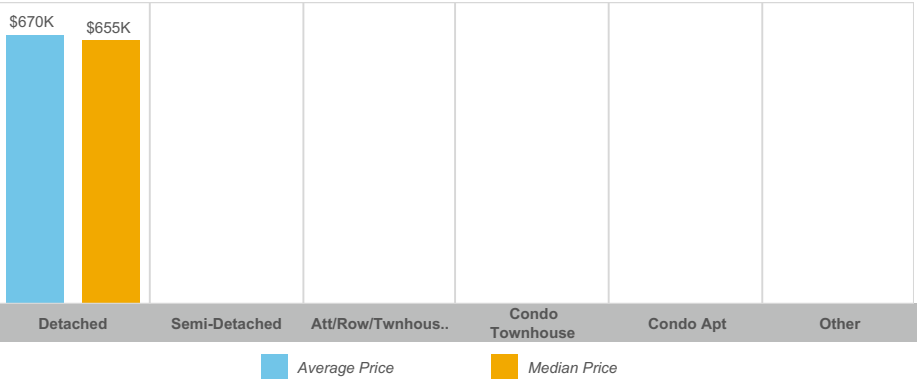 $670K
$655K
Detached
Semi-Detached
Att/Row/Twnhous..
Condo
Townhouse
Condo Apt
Other
Average Price
Median Price